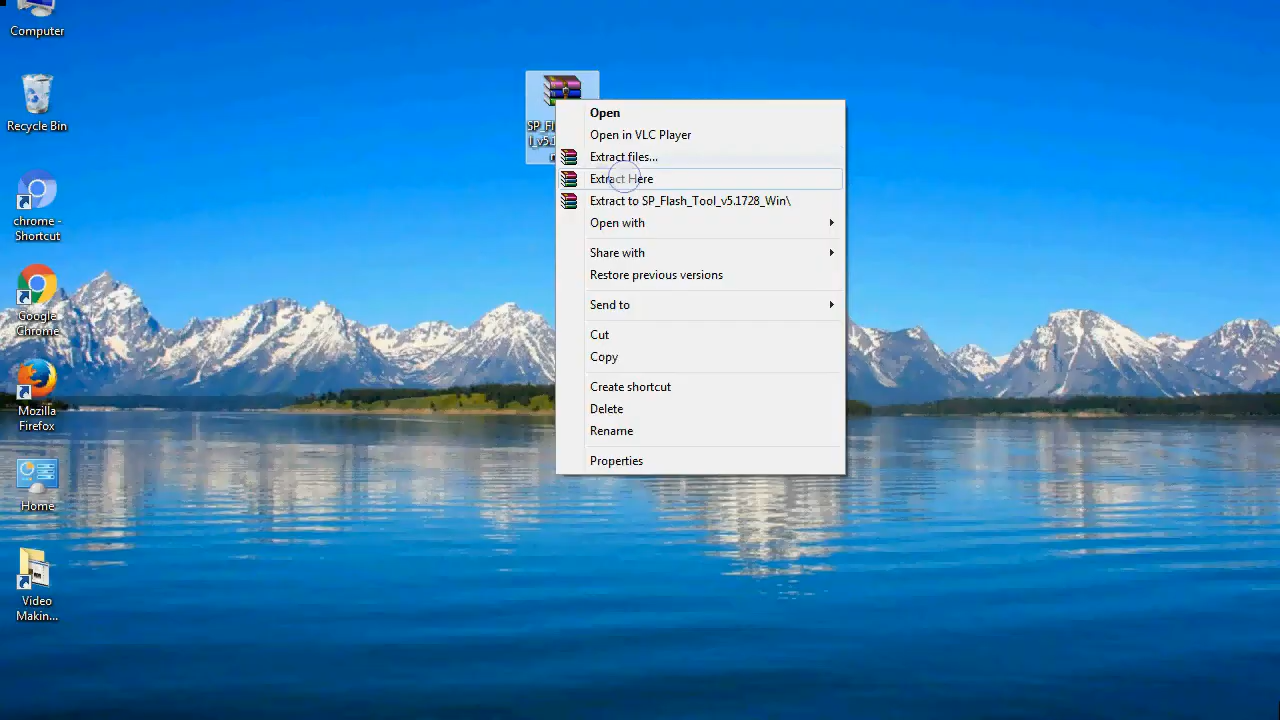 Computer
Recycle Bin
chrome -
Shortcut
Google
Chrome
Mozilla
Firefox
Home
Video
Makin...
Open
Open in VLC Player
Extract files...
Extract Here
Extract to SP_Flash_Tool_v5.1728_Win\
Open with
Share with
Restore previous versions
Send to
Cut
Copy
Create shortcut
Delete
Rename
Properties